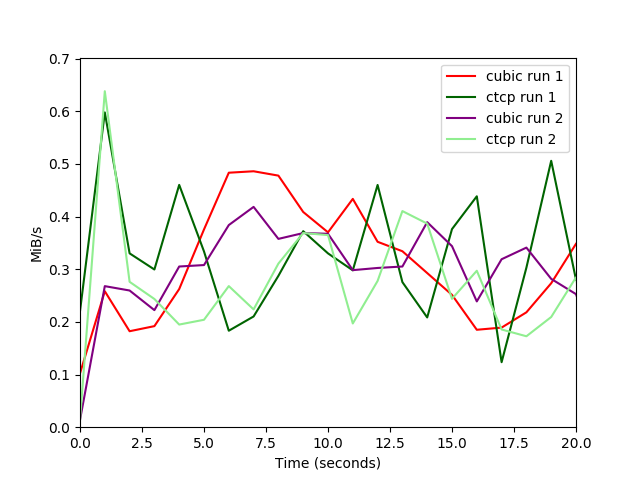 0.7
0.6
0.5
0.4
0.3
0.2
0.1
0.0
MiB/s
cubic run 1
ctcp run 1
cubic run 2
ctcp run 2
0.0 2.5 5.0 7.5 10.0 12.5 15.0 17.5 20.0
Time (seconds)